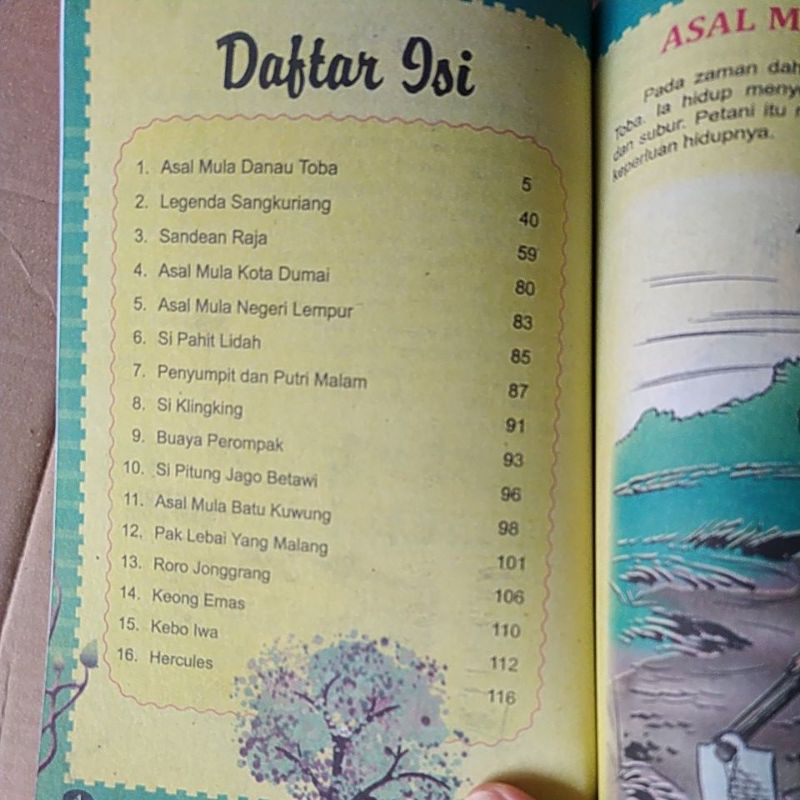 Daftar Isi
1. Asal Mula Danau Toba 5
2. Legenda Sangkuriang 40
3. Sandean Raja 59
4. Asal Mula Kota Dumai 80
5. Asal Mula Negeri Lempur 83
6. Si Pahit Lidah 85
7. Penyumpit dan Putri Malam 87
8. Si Klingking 91
9. Buaya Perompak 93
10. Si Pitung Jago Betawi 96
11. Asal Mula Batu Kuwung 98
12. Pak Lebai Yang Malang 101
13. Roro Jonggrang 106
14. Keong Emas 110
15. Kebo Iwa 112
16. Hercules 116
ASAL
Pada zaman
Toba. Ia hidup
dan subur. Petani itu
keperluan hidupnya.